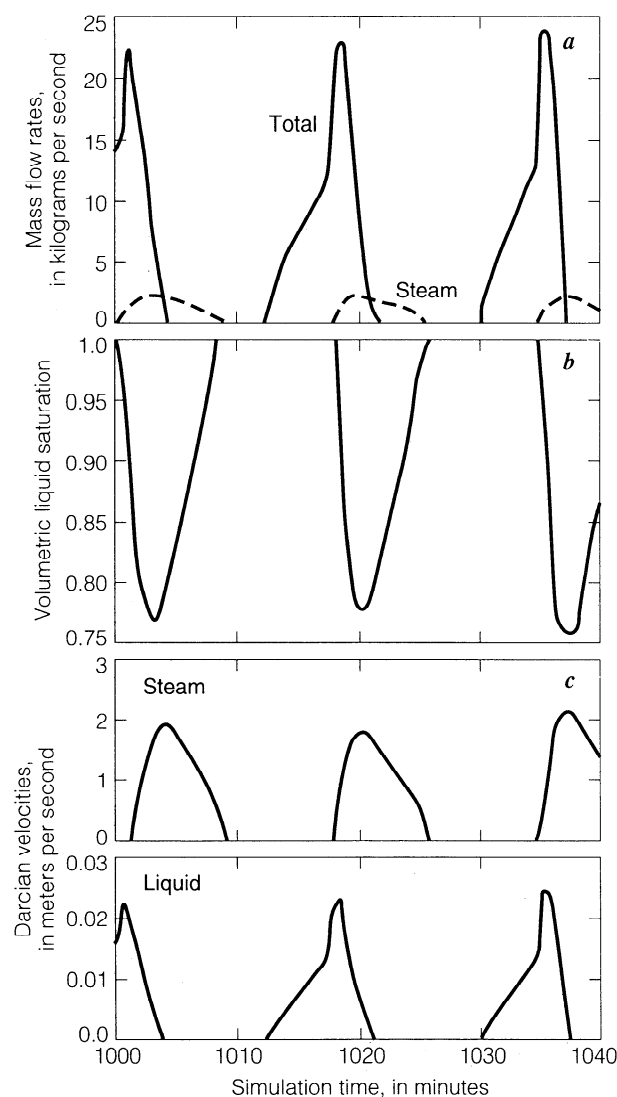 Mass flow rates,
in kilograms per second
25
20
15
10
5
0
a
Total
Steam
Volumetric liquid saturation
1.0
0.95
0.90
0.85
0.80
0.75
b
Darcian velocities,
in meters per second
3
2
1
0
Steam
c
0.03
0.02
0.01
0.0
Liquid
1000 1010 1020 1030 1040
Simulation time, in minutes